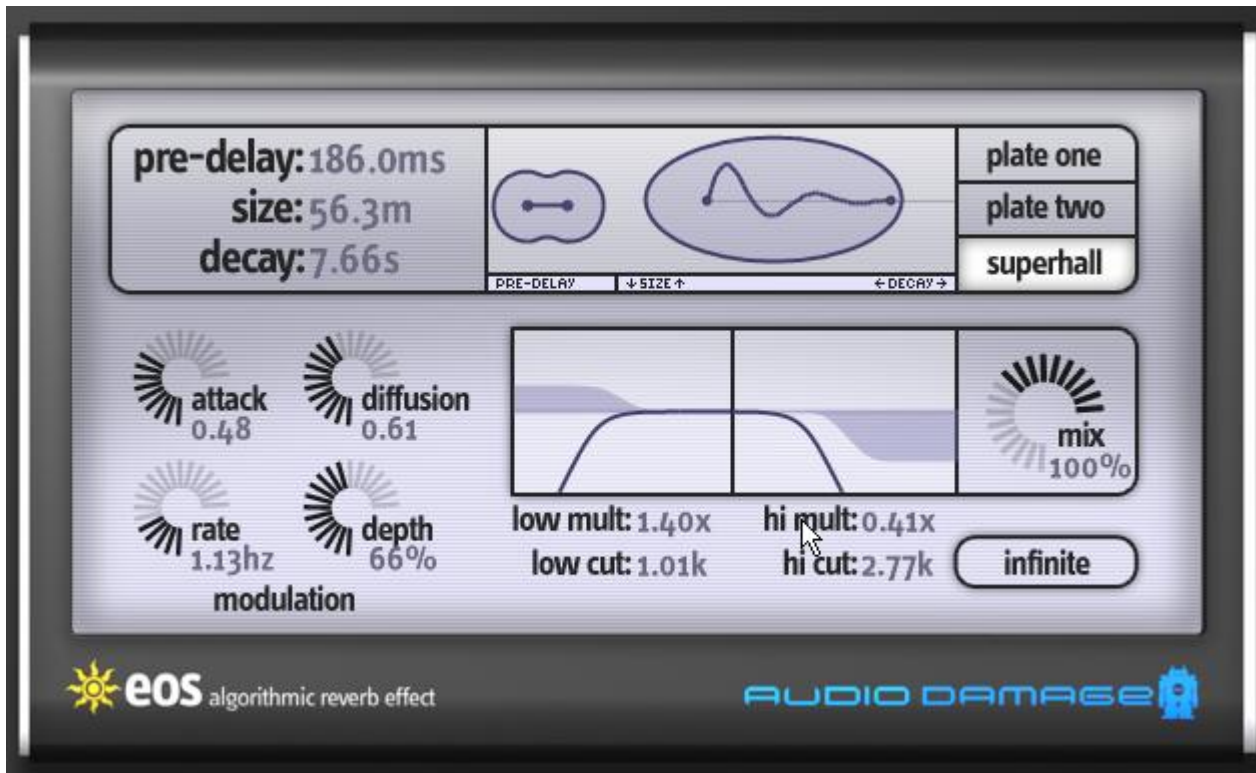 pre-delay: 186.0ms
size: 56.3m
decay: 7.66s
PRE-DELAY ↓SIZE↑ ←DECAY→
plate one
plate two
superhall
attack
0.48
diffusion
0.61
rate
1.13hz
depth
66%
modulation
low mult: 1.40x
low cut: 1.01k
hi mult: 0.41x
hi cut: 2.77k
mix
100%
infinite
eos algorithmic reverb effect
AUDIO DAMAGE